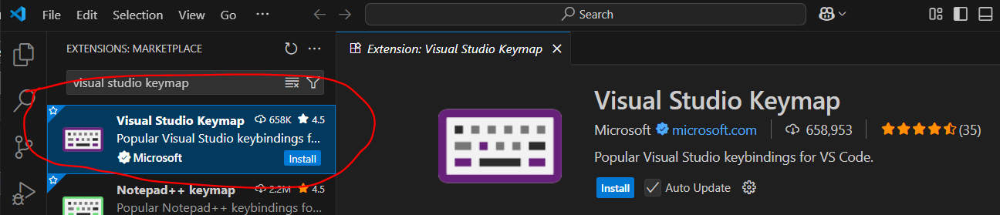 File Edit Selection View Go ... Search
EXTENSIONS: MARKETPLACE
Extension: Visual Studio Keymap
visual studio keymap
Visual Studio Keymap 658K 4.5
Popular Visual Studio keybindings f...
Microsoft Install
Notepad++ keymap 2.2M 4.5
Popular Notepad++ keybindings fo...
Visual Studio Keymap
Microsoft microsoft.com 658,953 (35)
Popular Visual Studio keybindings for VS Code.
Install Auto Update